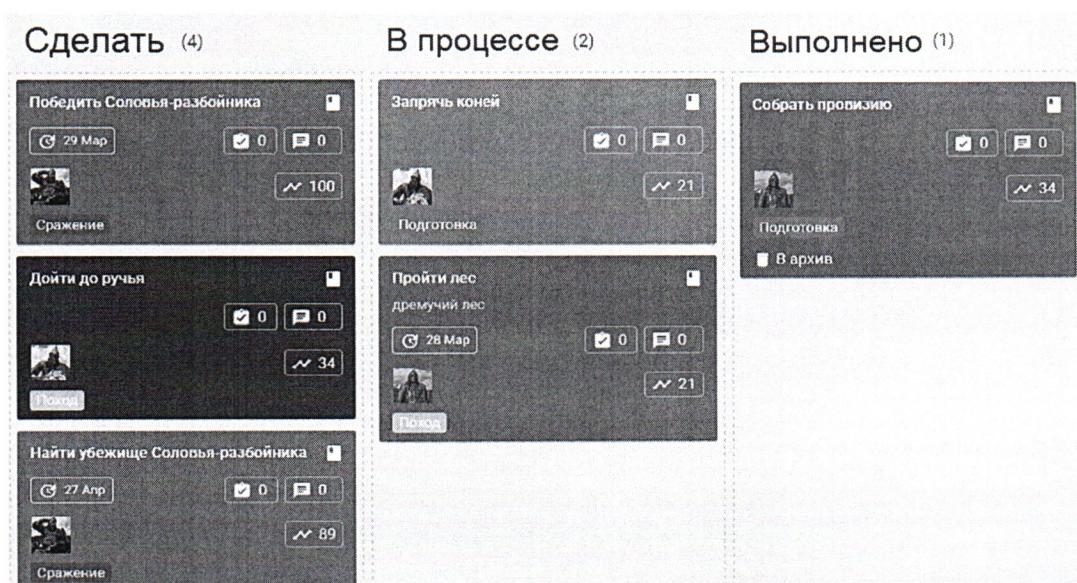 Сделать (4)
Победить Соловья-разбойника
29 Мар
0
0
100
Сражение
Дойти до ручья
0
0
34
Поход
Найти убежище Соловья-разбойника
27 Апр
0
0
89
Сражение
В процессе (2)
Запрячь коней
0
0
21
Подготовка
Пройти лес
дремучий лес
28 Мар
0
0
21
Поход
Выполнено (1)
Собрать провизию
0
0
34
Подготовка
В архив